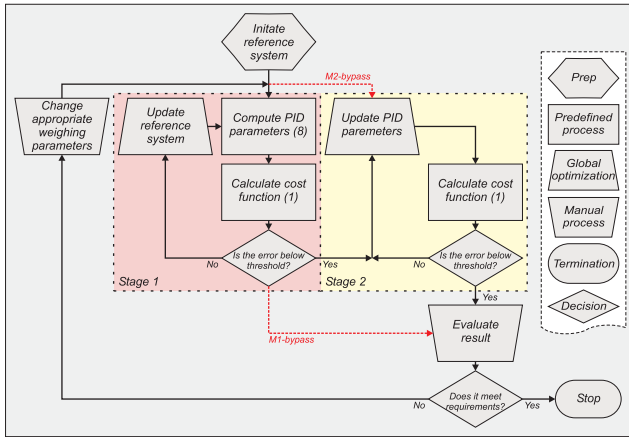 Initate
reference
system
M2-bypass
Change
appropriate
weighing
parameters
Update
reference
system
Compute PID
parameters (8)
Update PID
paremeters
Calculate cost
function (1)
Calculate cost
function (1)
Is the error below
threshold?
No
Yes
Stage 1
Is the error below
threshold?
No
Yes
Stage 2
M1-bypass
Evaluate
result
Does it meet
requirements?
No
Yes
Stop
Prep
Predefined
process
Global
optimization
Manual
process
Termination
Decision